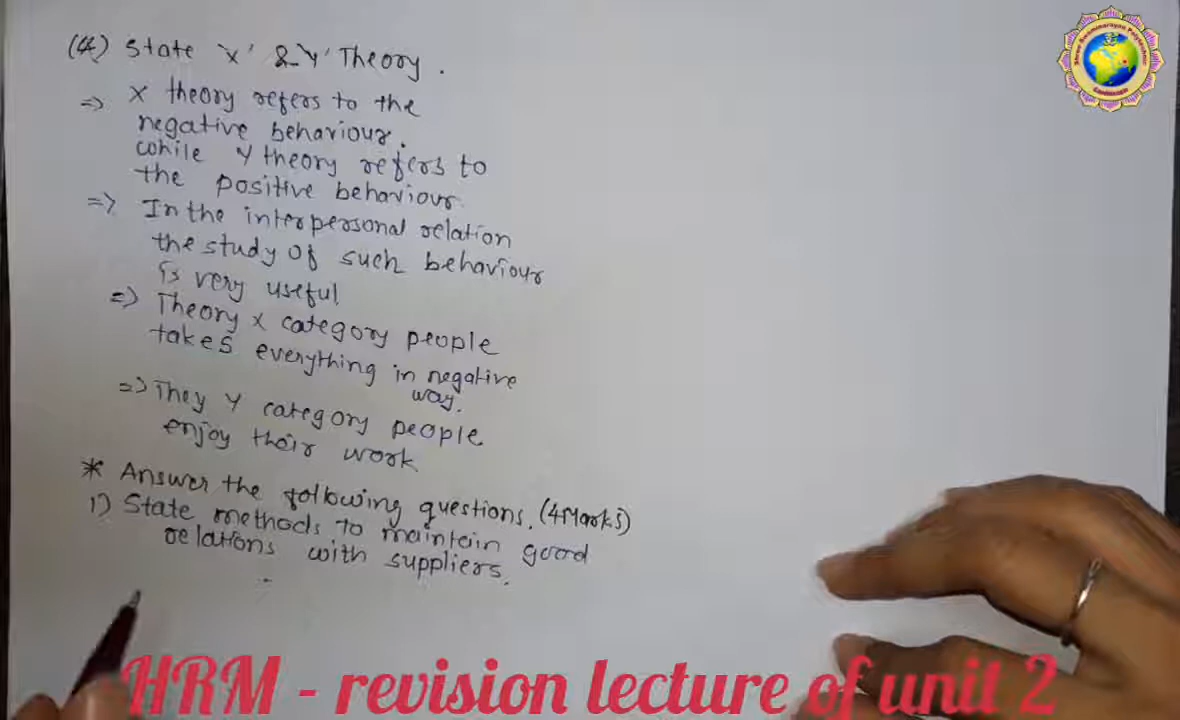 (4) State 'x' & 'Y' Theory.
=> X theory refers to the
negative behaviour.
while Y theory refers to
the positive behaviour.
=> In the interpersonal relation
the study of such behaviour
is very useful
=> Theory X category people
takes everything in negative
way.
=> They Y category people
enjoy their work
* Answer the following questions. (4 Marks)
1) State methods to maintain good
relations with suppliers.
HRM - revision lecture of unit 2